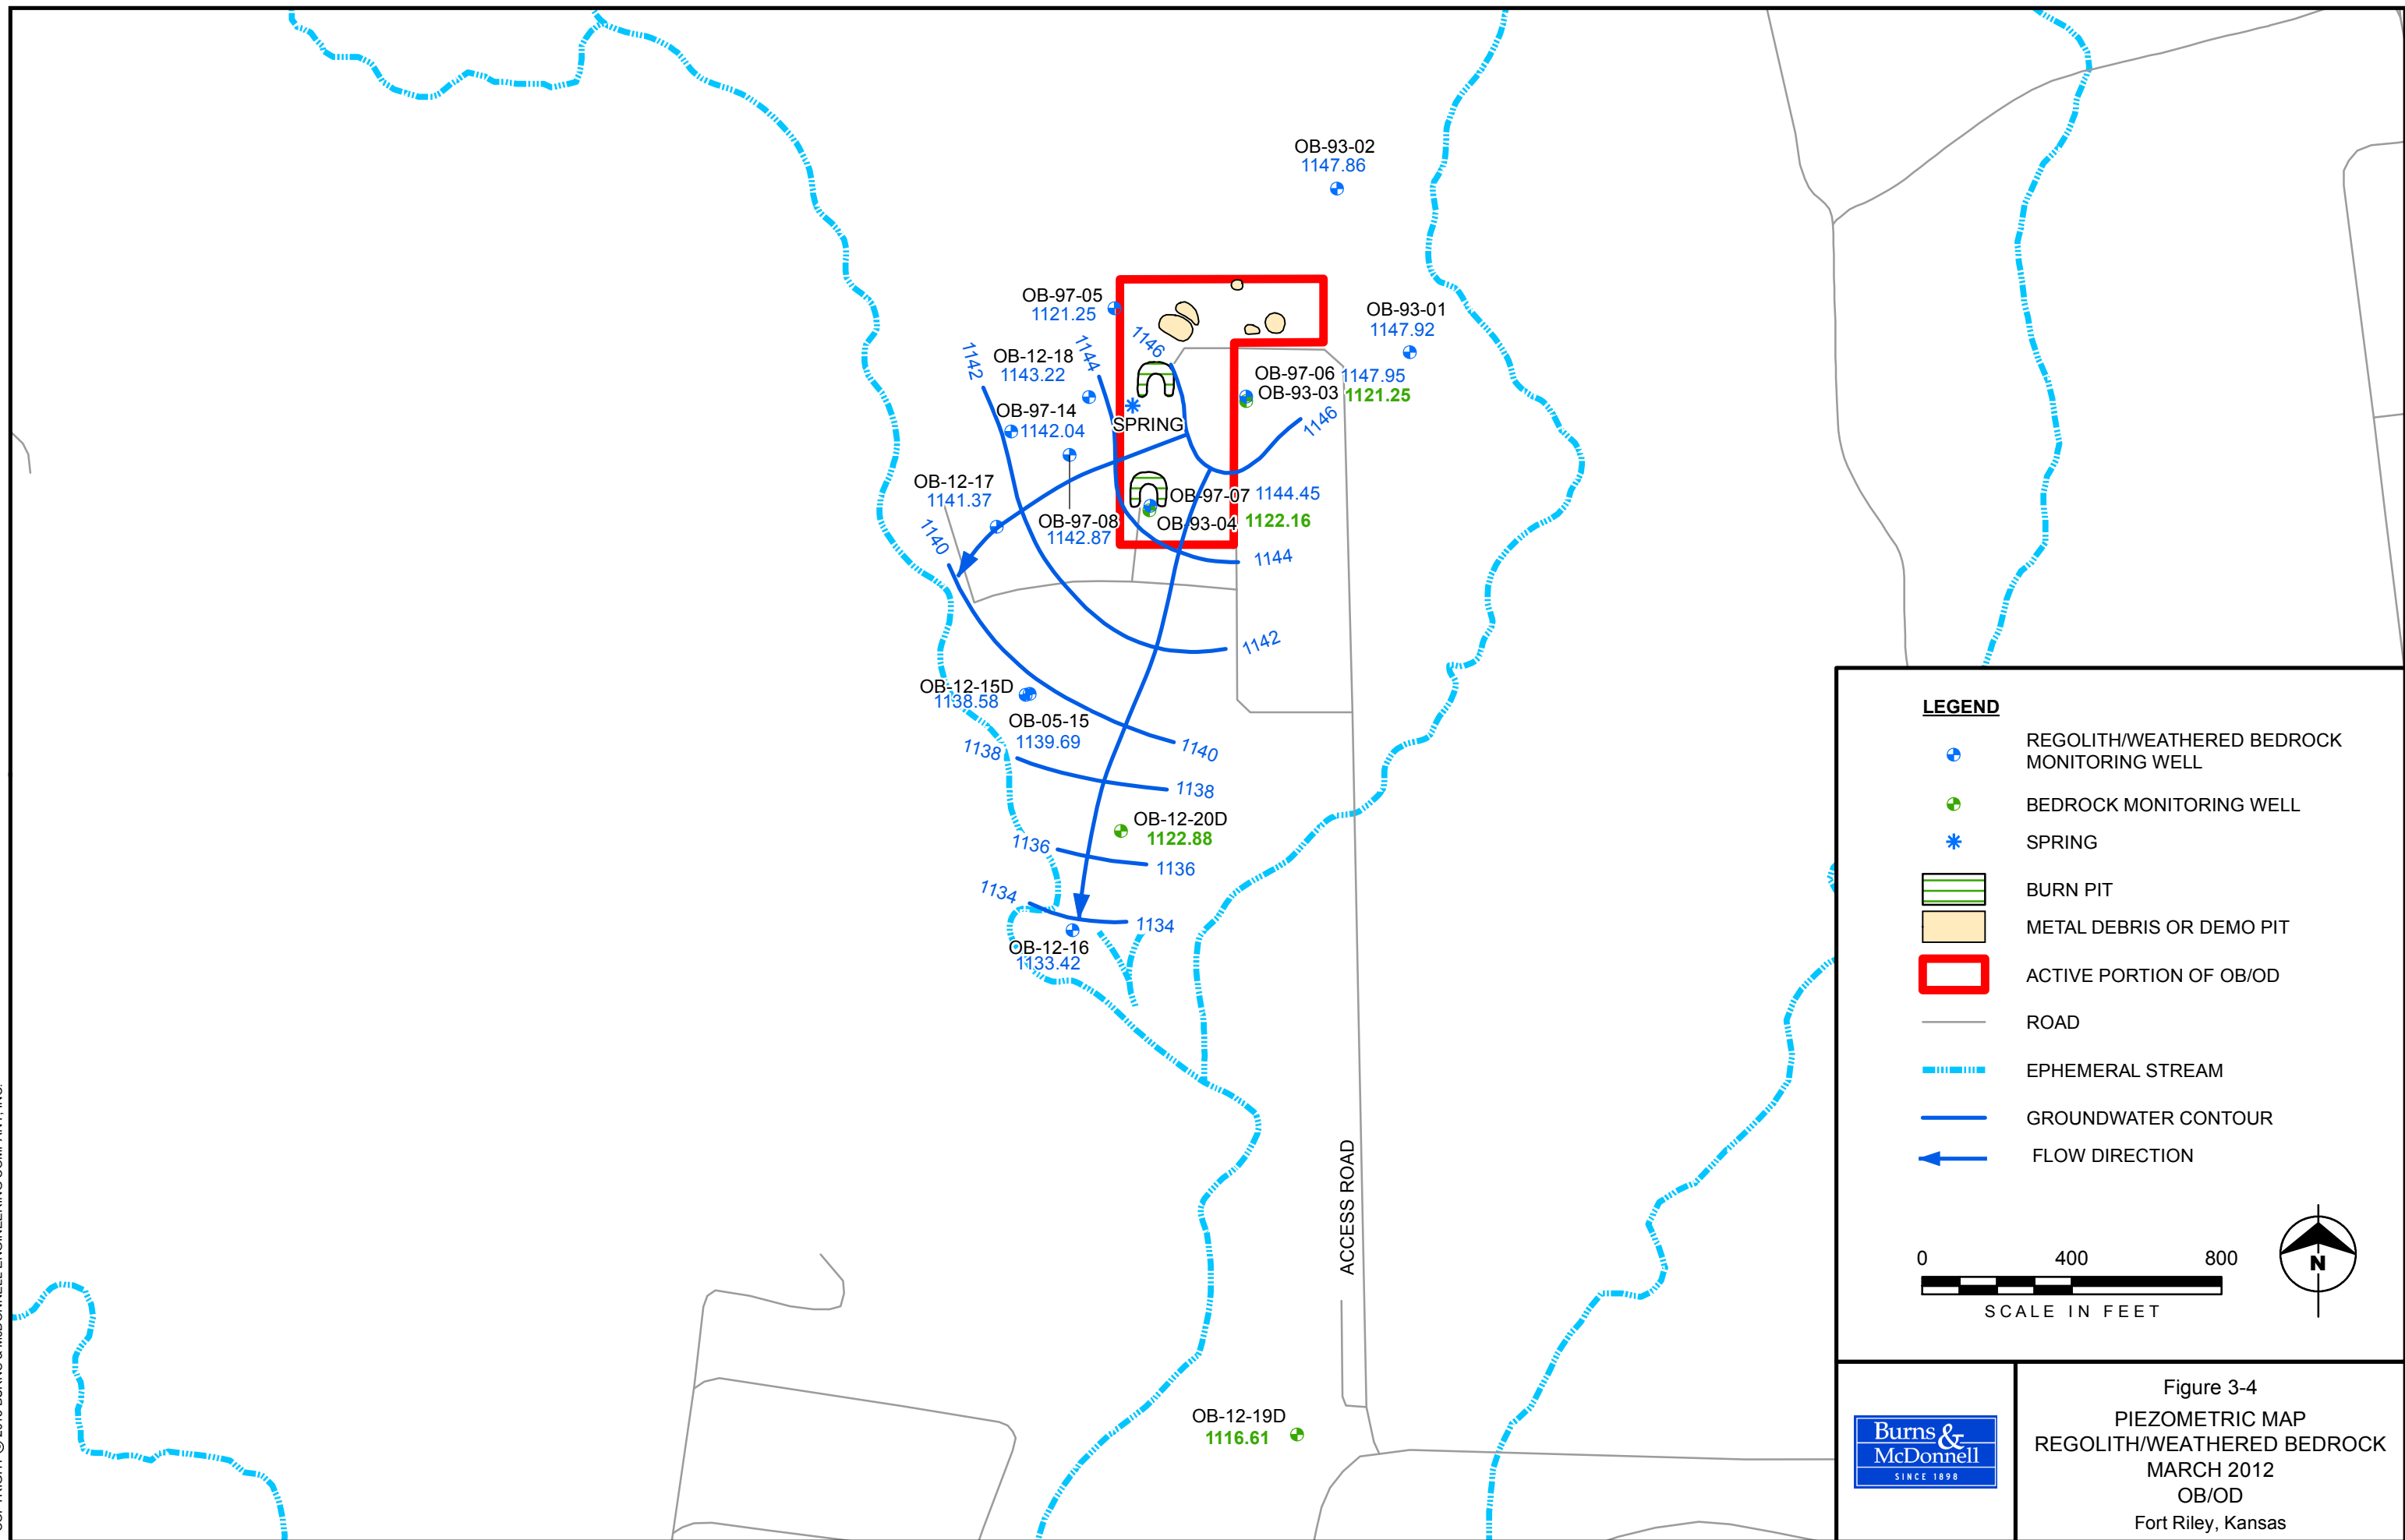 OB-93-02
1147.86
OB-97-05
1121.25
OB-93-01
1147.92
1146
1144
1142
OB-12-18
1143.22
OB-97-06 1147.95
OB-93-03 1121.25
OB-97-14
1142.04
SPRING
1146
OB-12-17
1141.37
OB-97-07 1144.45
OB-93-04 1122.16
OB-97-08
1142.87
1140
1144
1142
OB-12-15D
1138.58
OB-05-15
1139.69
1140
1138
1138
OB-12-20D
1122.88
1136
1136
1134
1134
OB-12-16
1133.42
ACCESS ROAD
OB-12-19D
1116.61
LEGEND
REGOLITH/WEATHERED BEDROCK
MONITORING WELL
BEDROCK MONITORING WELL
SPRING
BURN PIT
METAL DEBRIS OR DEMO PIT
ACTIVE PORTION OF OB/OD
ROAD
EPHEMERAL STREAM
GROUNDWATER CONTOUR
FLOW DIRECTION
0 400 800
SCALE IN FEET
N
Burns &
McDonnell
SINCE 1898
Figure 3-4
PIEZOMETRIC MAP
REGOLITH/WEATHERED BEDROCK
MARCH 2012
OB/OD
Fort Riley, Kansas